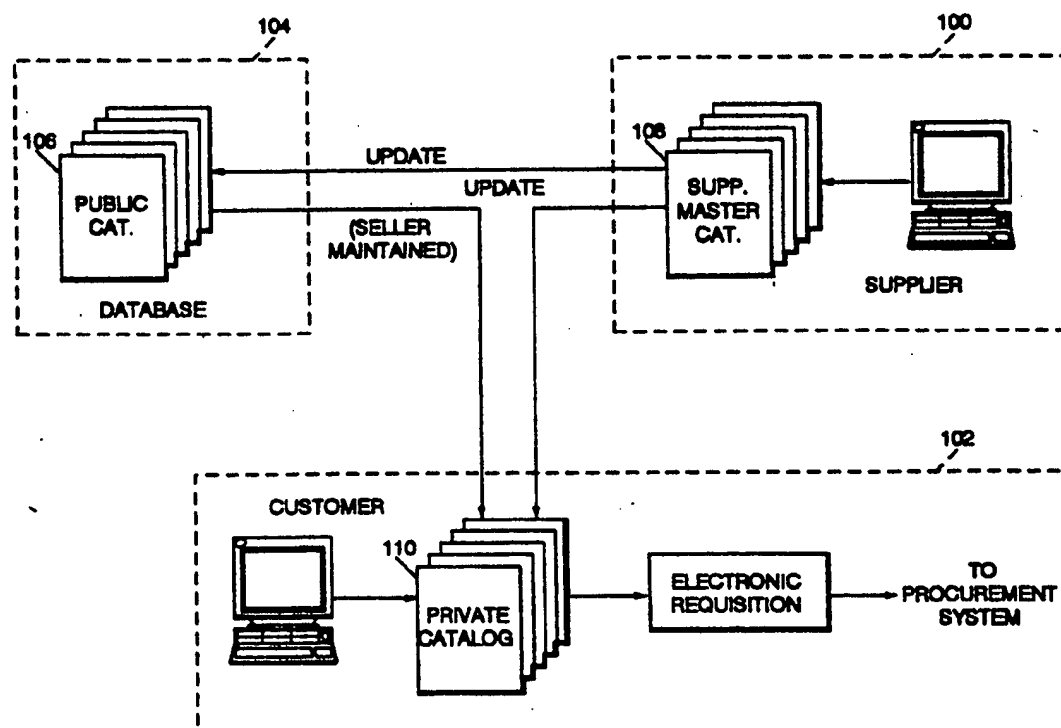 104
100
106
PUBLIC
CAT.
DATABASE
UPDATE
UPDATE
(SELLER
MAINTAINED)
108
SUPP.
MASTER
CAT.
SUPPLIER
102
CUSTOMER
110
PRIVATE
CATALOG
ELECTRONIC
REQUISITION
TO
PROCUREMENT
SYSTEM